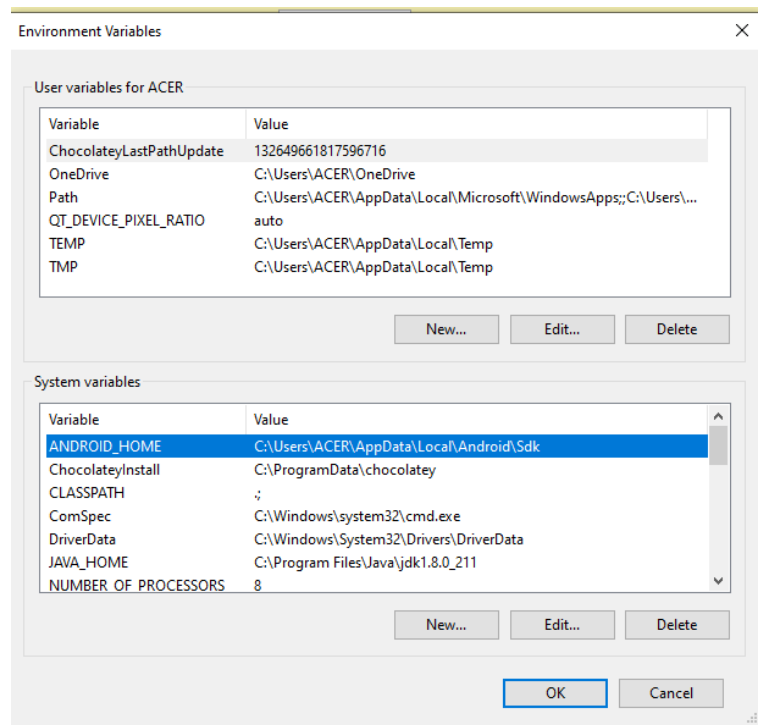 Environment Variables
User variables for ACER
Variable Value
ChocolateyLastPathUpdate 132649661817596716
OneDrive C:\Users\ACER\OneDrive
Path C:\Users\ACER\AppData\Local\Microsoft\WindowsApps;;C:\Users\...
QT_DEVICE_PIXEL_RATIO auto
TEMP C:\Users\ACER\AppData\Local\Temp
TMP C:\Users\ACER\AppData\Local\Temp
New... Edit... Delete
System variables
Variable Value
ANDROID_HOME C:\Users\ACER\AppData\Local\Android\Sdk
ChocolateyInstall C:\ProgramData\chocolatey
CLASSPATH .;
ComSpec C:\Windows\system32\cmd.exe
DriverData C:\Windows\System32\Drivers\DriverData
JAVA_HOME C:\Program Files\Java\jdk1.8.0_211
NUMBER_OF_PROCESSORS 8
New... Edit... Delete
OK Cancel